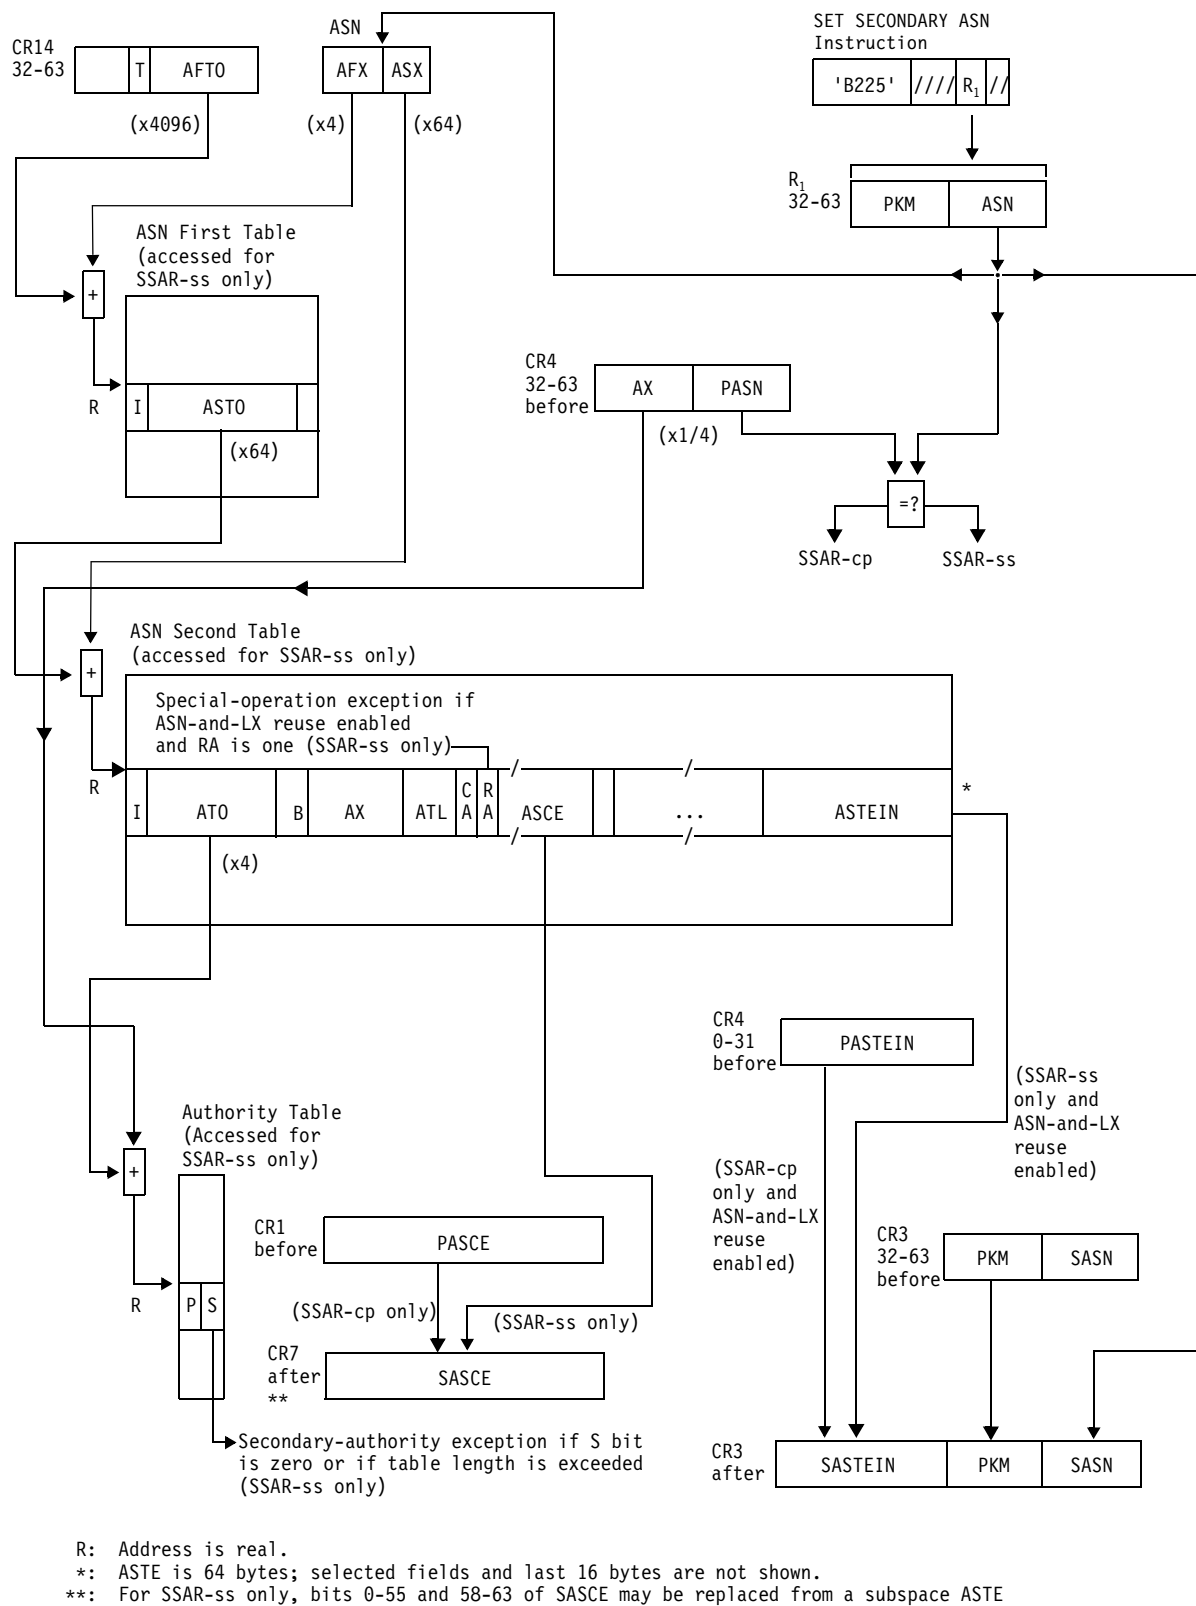 ASN
SET SECONDARY ASN
Instruction
CR14
32-63
T
AFTO
AFX
ASX
'B225'
////
R1
//
(x4096)
(x4)
(x64)
R1
32-63
PKM
ASN
ASN First Table
(accessed for
SSAR-ss only)
+
R
I
ASTO
(x64)
CR4
32-63
before
AX
PASN
(x1/4)
=?
SSAR-cp
SSAR-ss
ASN Second Table
(accessed for SSAR-ss only)
+
Special-operation exception if
ASN-and-LX reuse enabled
and RA is one (SSAR-ss only)
R
I
ATO
B
AX
ATL
CA
RA
ASCE
...
ASTEIN
*
(x4)
CR4
0-31
before
PASTEIN
(SSAR-ss
only and
ASN-and-LX
reuse
enabled)
Authority Table
(Accessed for
SSAR-ss only)
+
R
P
S
(SSAR-cp
only and
ASN-and-LX
reuse
enabled)
CR1
before
PASCE
CR3
32-63
before
PKM
SASN
(SSAR-cp only)
(SSAR-ss only)
CR7
after
**
SASCE
Secondary-authority exception if S bit
is zero or if table length is exceeded
(SSAR-ss only)
CR3
after
SASTEIN
PKM
SASN
R: Address is real.
*: ASTE is 64 bytes; selected fields and last 16 bytes are not shown.
**: For SSAR-ss only, bits 0-55 and 58-63 of SASCE may be replaced from a subspace ASTE